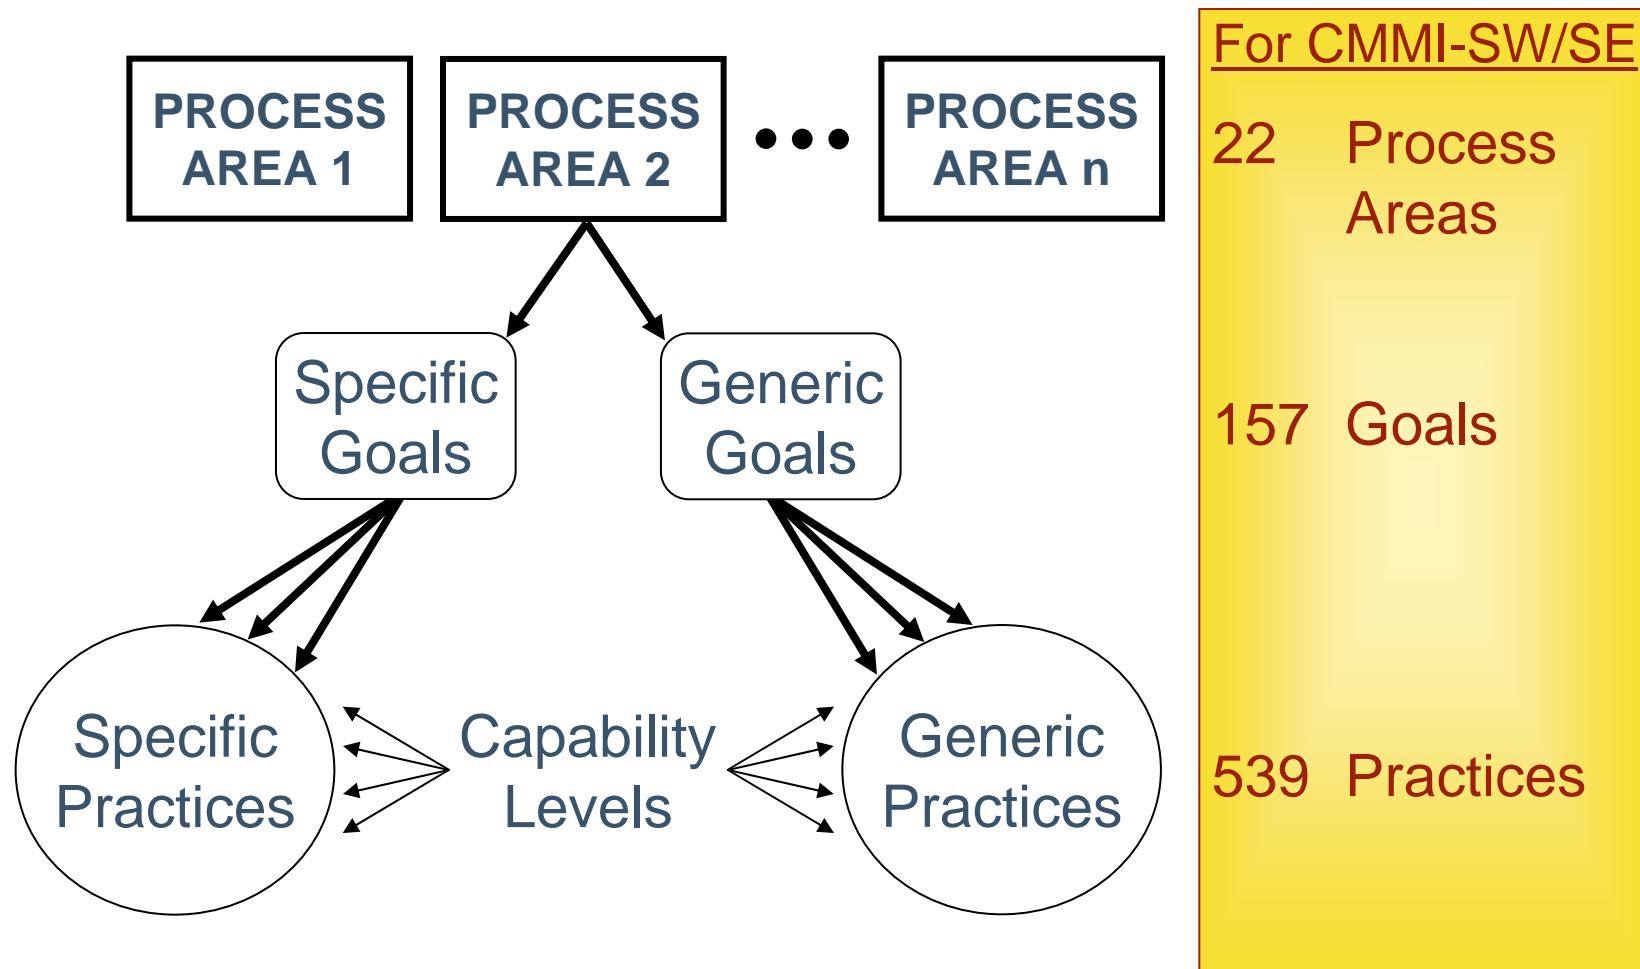 PROCESS
AREA 1
PROCESS
AREA 2
•••
PROCESS
AREA n
Specific
Goals
Generic
Goals
Specific
Practices
Capability
Levels
Generic
Practices
For CMMI-SW/SE
22 Process
Areas
157 Goals
539 Practices